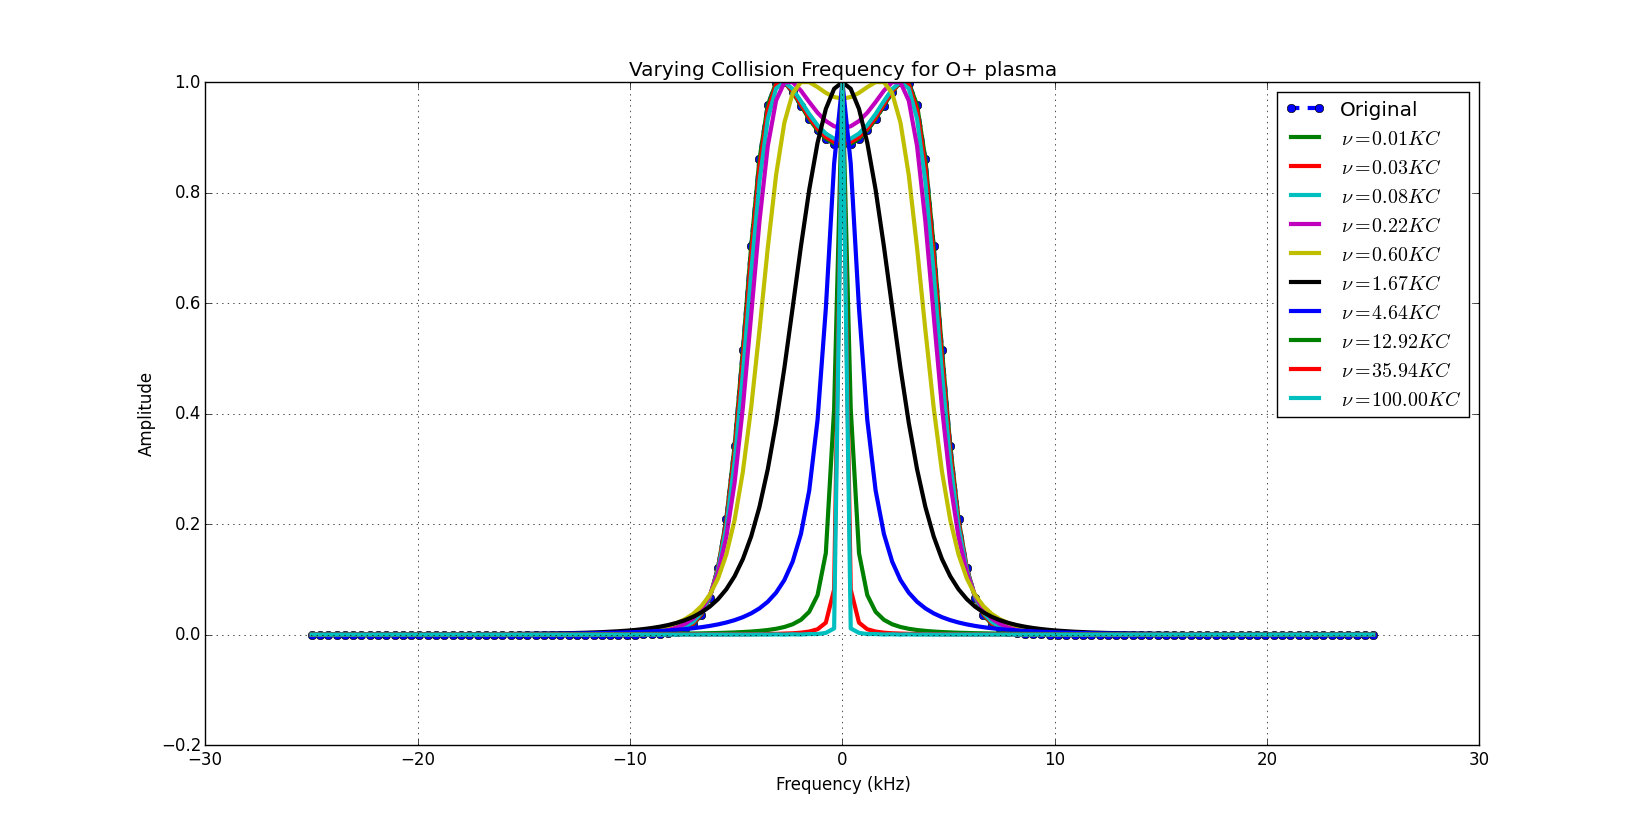 Varying Collision Frequency for O+ plasma
1.0
0.8
0.6
0.4
0.2
0.0
−0.2
Amplitude
−30 −20 −10 0 10 20 30
Frequency (kHz)
Original
ν=0.01KC
ν=0.03KC
ν=0.08KC
ν=0.22KC
ν=0.60KC
ν=1.67KC
ν=4.64KC
ν=12.92KC
ν=35.94KC
ν=100.00KC